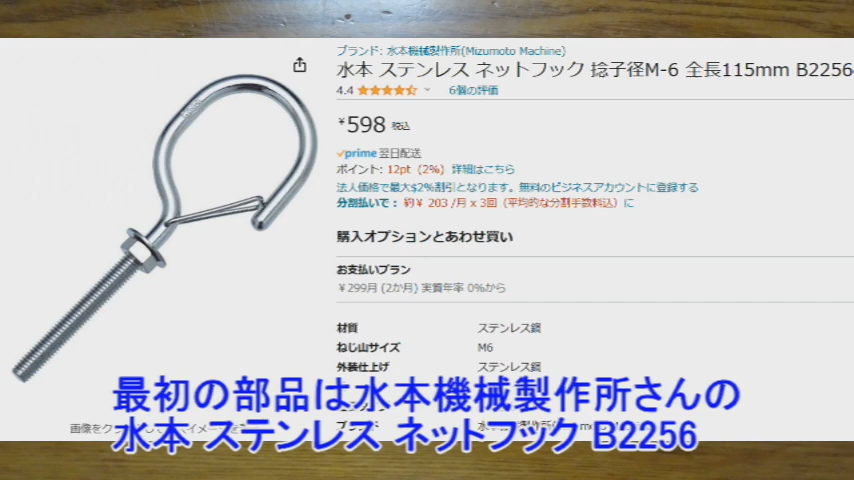 ブランド: 水本機械製作所(Mizumoto Machine)
水本 ステンレス ネットフック 捻子径M-6 全長115mm B2256
4.4 6個の評価
¥598 税込
prime 翌日配送
ポイント: 12pt (2%) 詳細はこちら
法人価格で最大$2%割引となります。無料のビジネスアカウントに登録する
分割払いで: 約¥ 203 /月 x 3回 (平均的な分割手数料込) に
購入オプションとあわせ買い
お支払いプラン
¥299月 (2か月) 実質年率 0%から
材質 ステンレス鋼
ねじ山サイズ M6
外装仕上げ ステンレス鋼
最初の部品は水本機械製作所さんの
水本 ステンレス ネットフック B2256